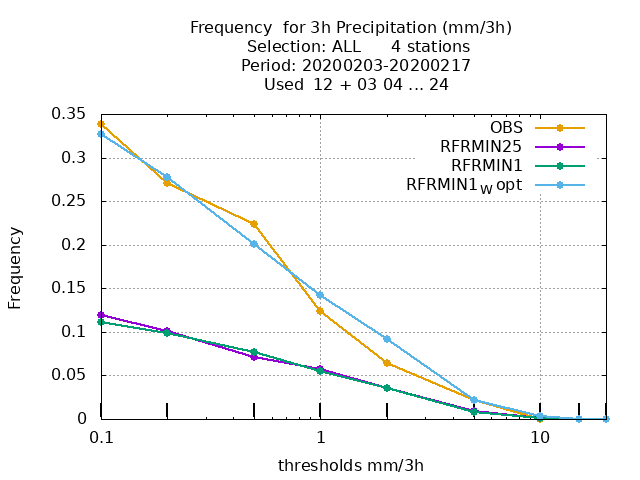 Frequency  for 3h Precipitation (mm/3h)
Selection: ALL      4 stations
Period: 20200203-20200217
Used  12 + 03 04 ... 24
OBS
RFRMIN25
RFRMIN1
RFRMIN1w opt
Frequency
0.35
0.3
0.25
0.2
0.15
0.1
0.05
0
0.1
1
10
thresholds mm/3h